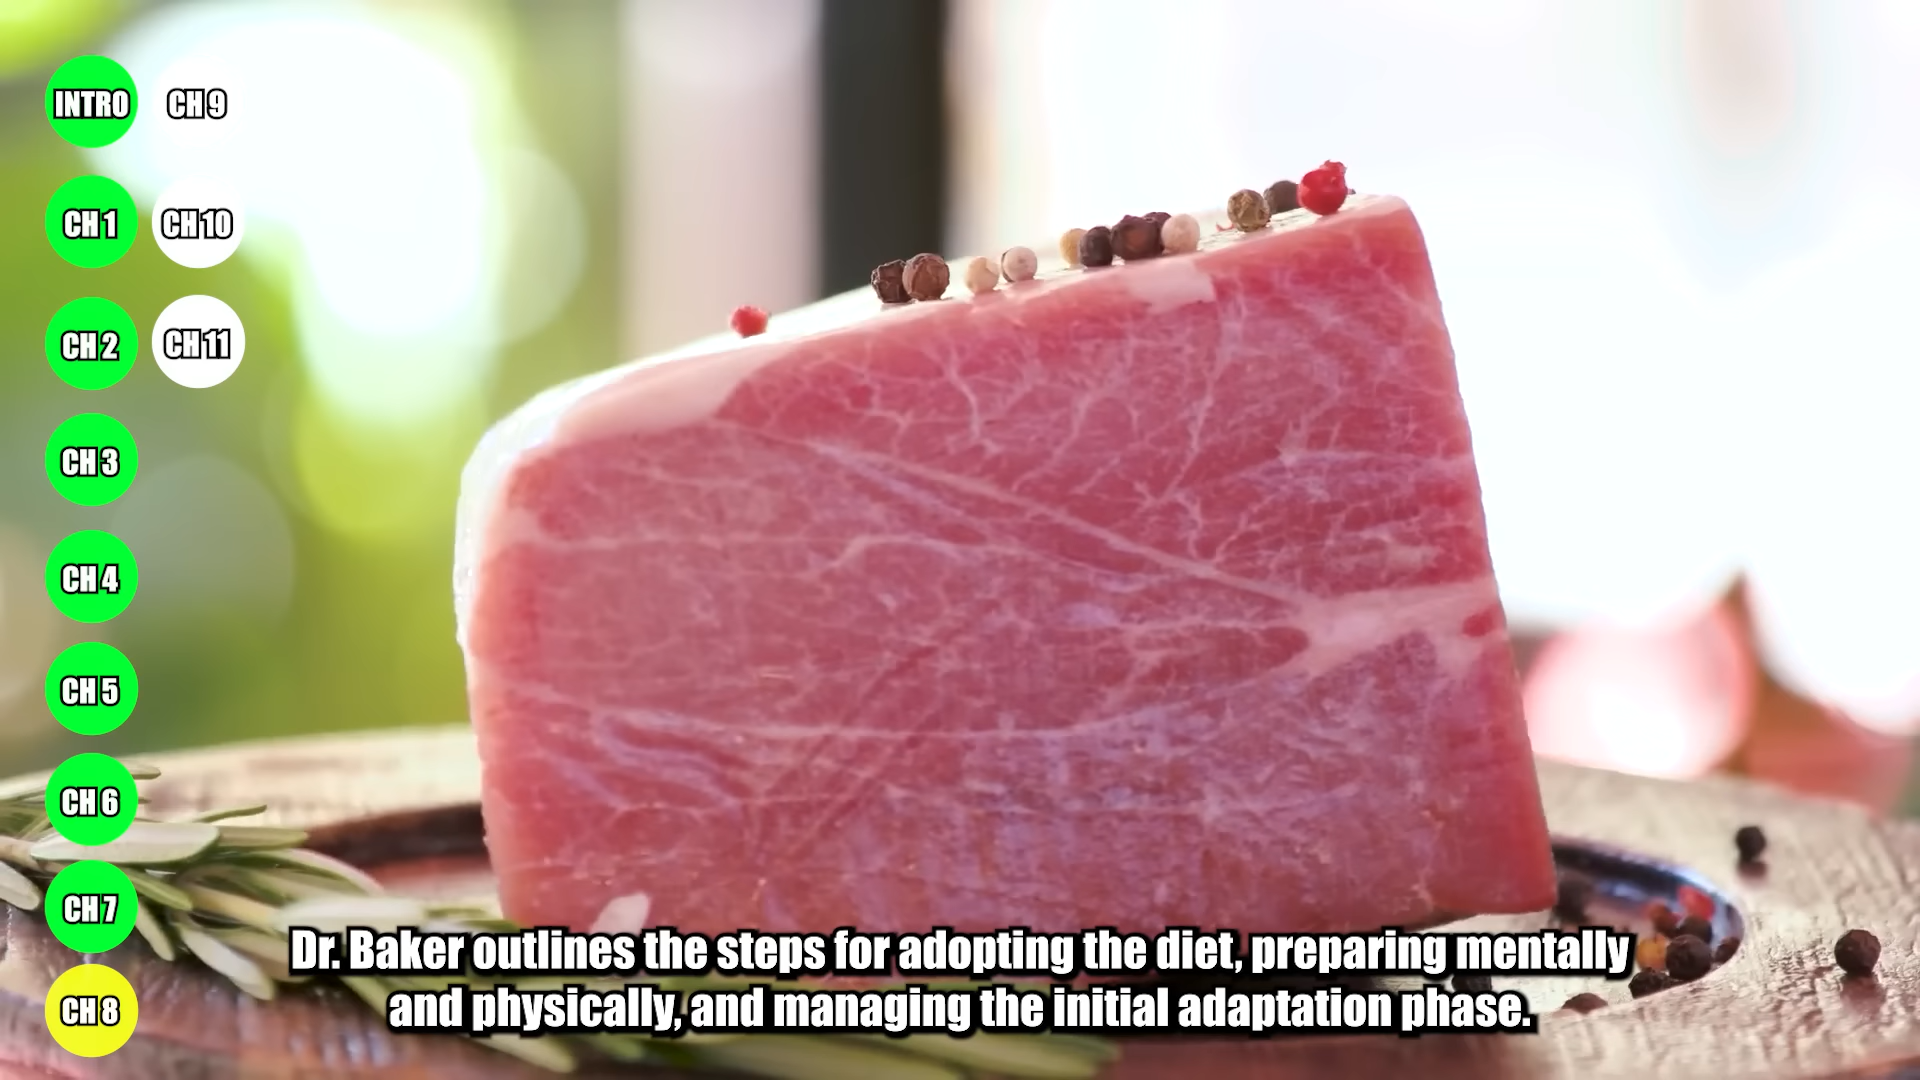 INTRO
CH 1
CH 2
CH 3
CH 4
CH 5
CH 6
CH 7
CH 8
CH 9
CH 10
CH 11
Dr. Baker outlines the steps for adopting the diet, preparing mentally
and physically, and managing the initial adaptation phase.